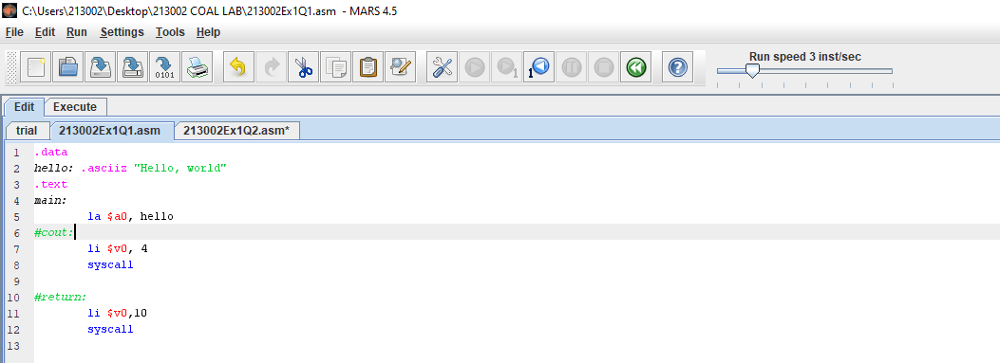 C:\Users\213002\Desktop\213002 COAL LAB\213002Ex1Q1.asm - MARS 4.5
File Edit Run Settings Tools Help
0101 1 1 ?
Run speed 3 inst/sec
Edit Execute
trial 213002Ex1Q1.asm 213002Ex1Q2.asm*
1 .data
2 hello: .asciiz "Hello, world"
3 .text
4 main:
5 la $a0, hello
6 #cout:
7 li $v0, 4
8 syscall
9
10 #return:
11 li $v0,10
12 syscall
13